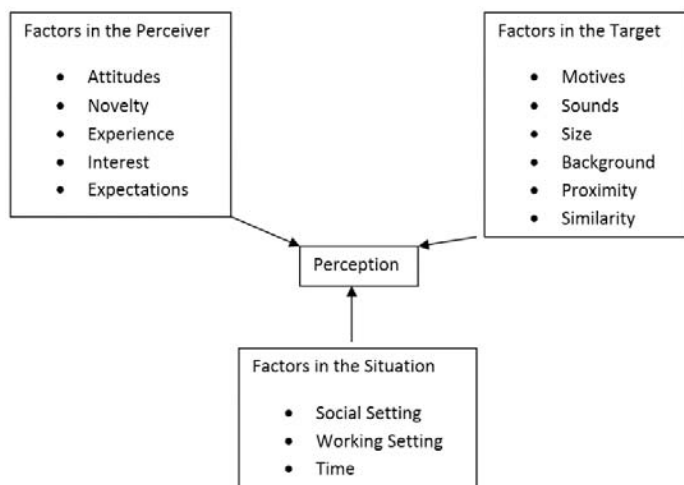 Factors in the Perceiver
• Attitudes
• Novelty
• Experience
• Interest
• Expectations
Factors in the Target
• Motives
• Sounds
• Size
• Background
• Proximity
• Similarity
Perception
Factors in the Situation
• Social Setting
• Working Setting
• Time